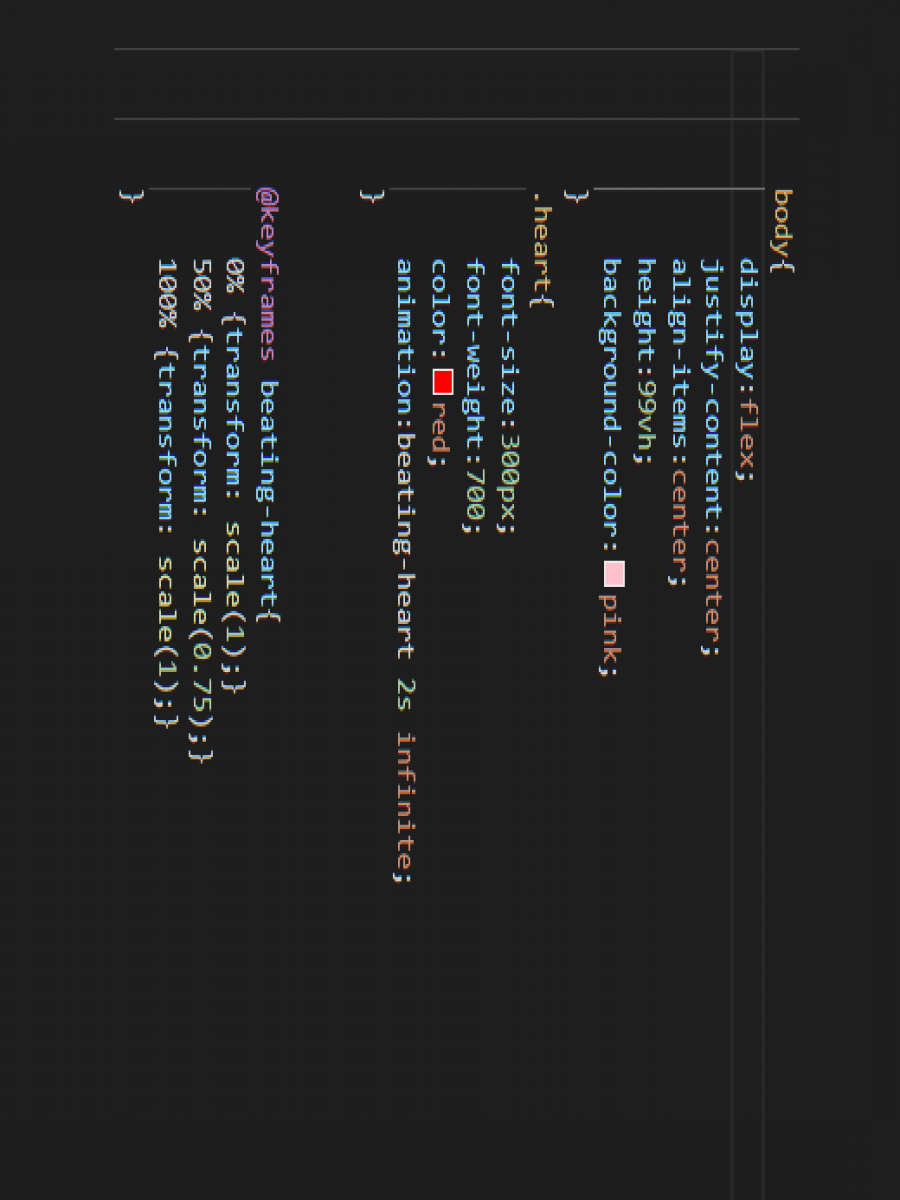 body{
display:flex;
justify-content:center;
align-items:center;
height:99vh;
background-color: pink;
}
.heart{
font-size:300px;
font-weight:700;
color: red;
animation:beating-heart 2s infinite;
}
@keyframes beating-heart{
0% {transform: scale(1);}
50% {transform: scale(0.75);}
100% {transform: scale(1);}
}